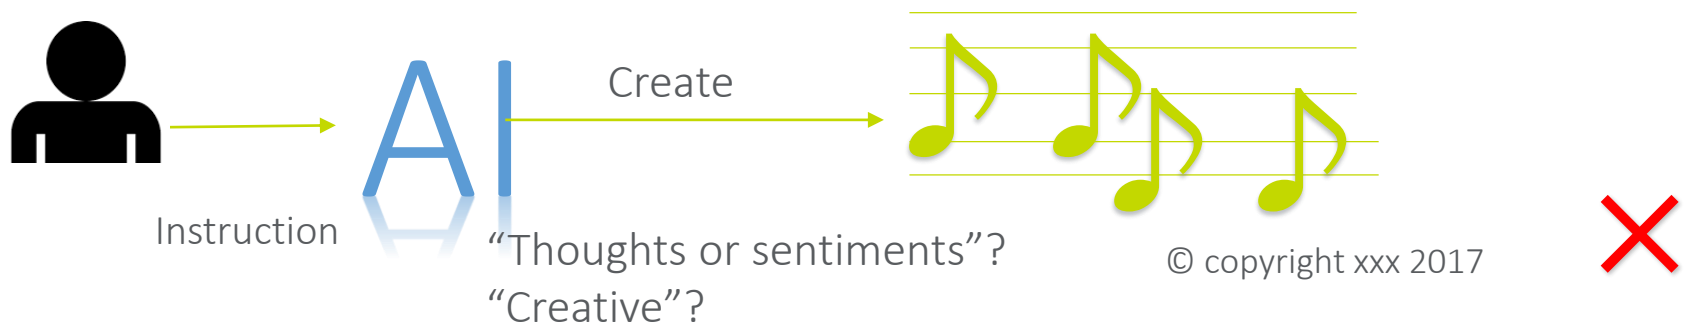 AI
Create
Instruction
“Thoughts or sentiments”?
“Creative”?
© copyright xxx 2017